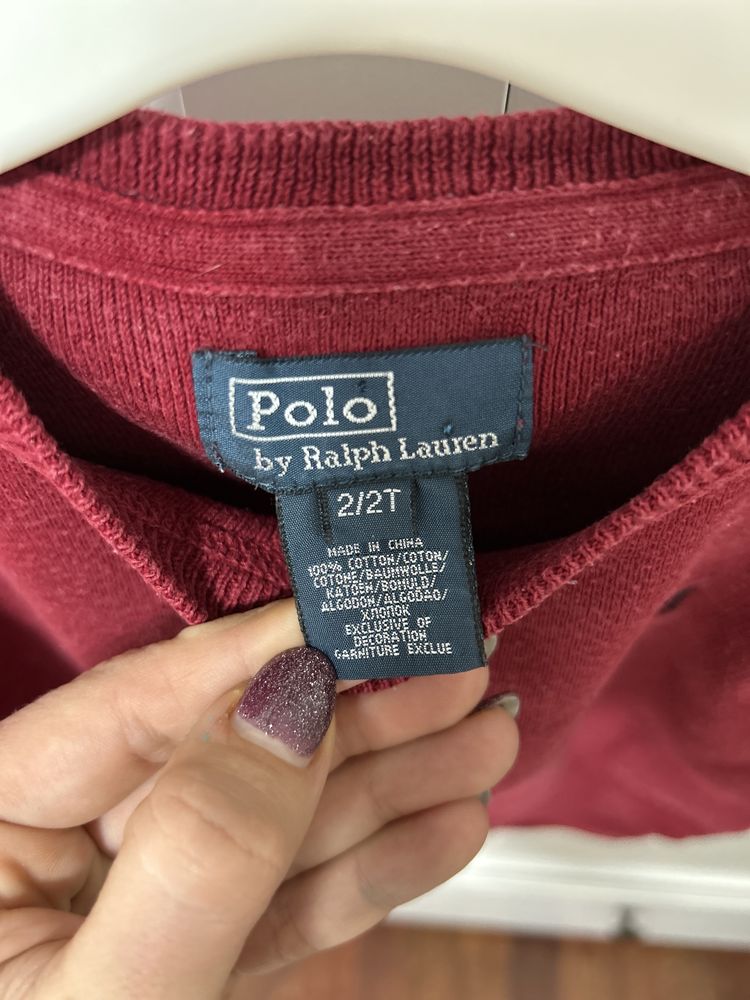 Polo
by Ralph Lauren
2/2T
MADE IN CHINA
100% COTTON/COTON/
COTONE/BAUMWOLLE/
KATOEN/BOMULD/
ALGODON/ALGODAO/
ХЛОПОК
EXCLUSIVE OF
DECORATION
GARNITURE EXCLUE